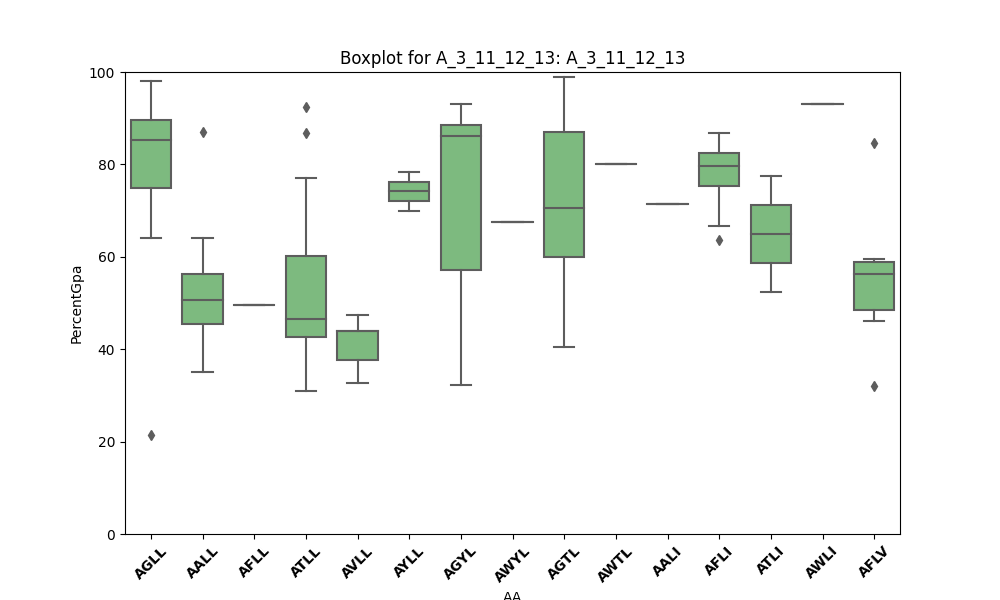 Boxplot for A_3_11_12_13: A_3_11_12_13
100
80
60
40
20
0
PercentGpa
AGLL AALL AFLL ATLL AVLL AYLL AGYL AWYL AGTL AWTL AALI AFLI ATLI AWLI AFLV
AA